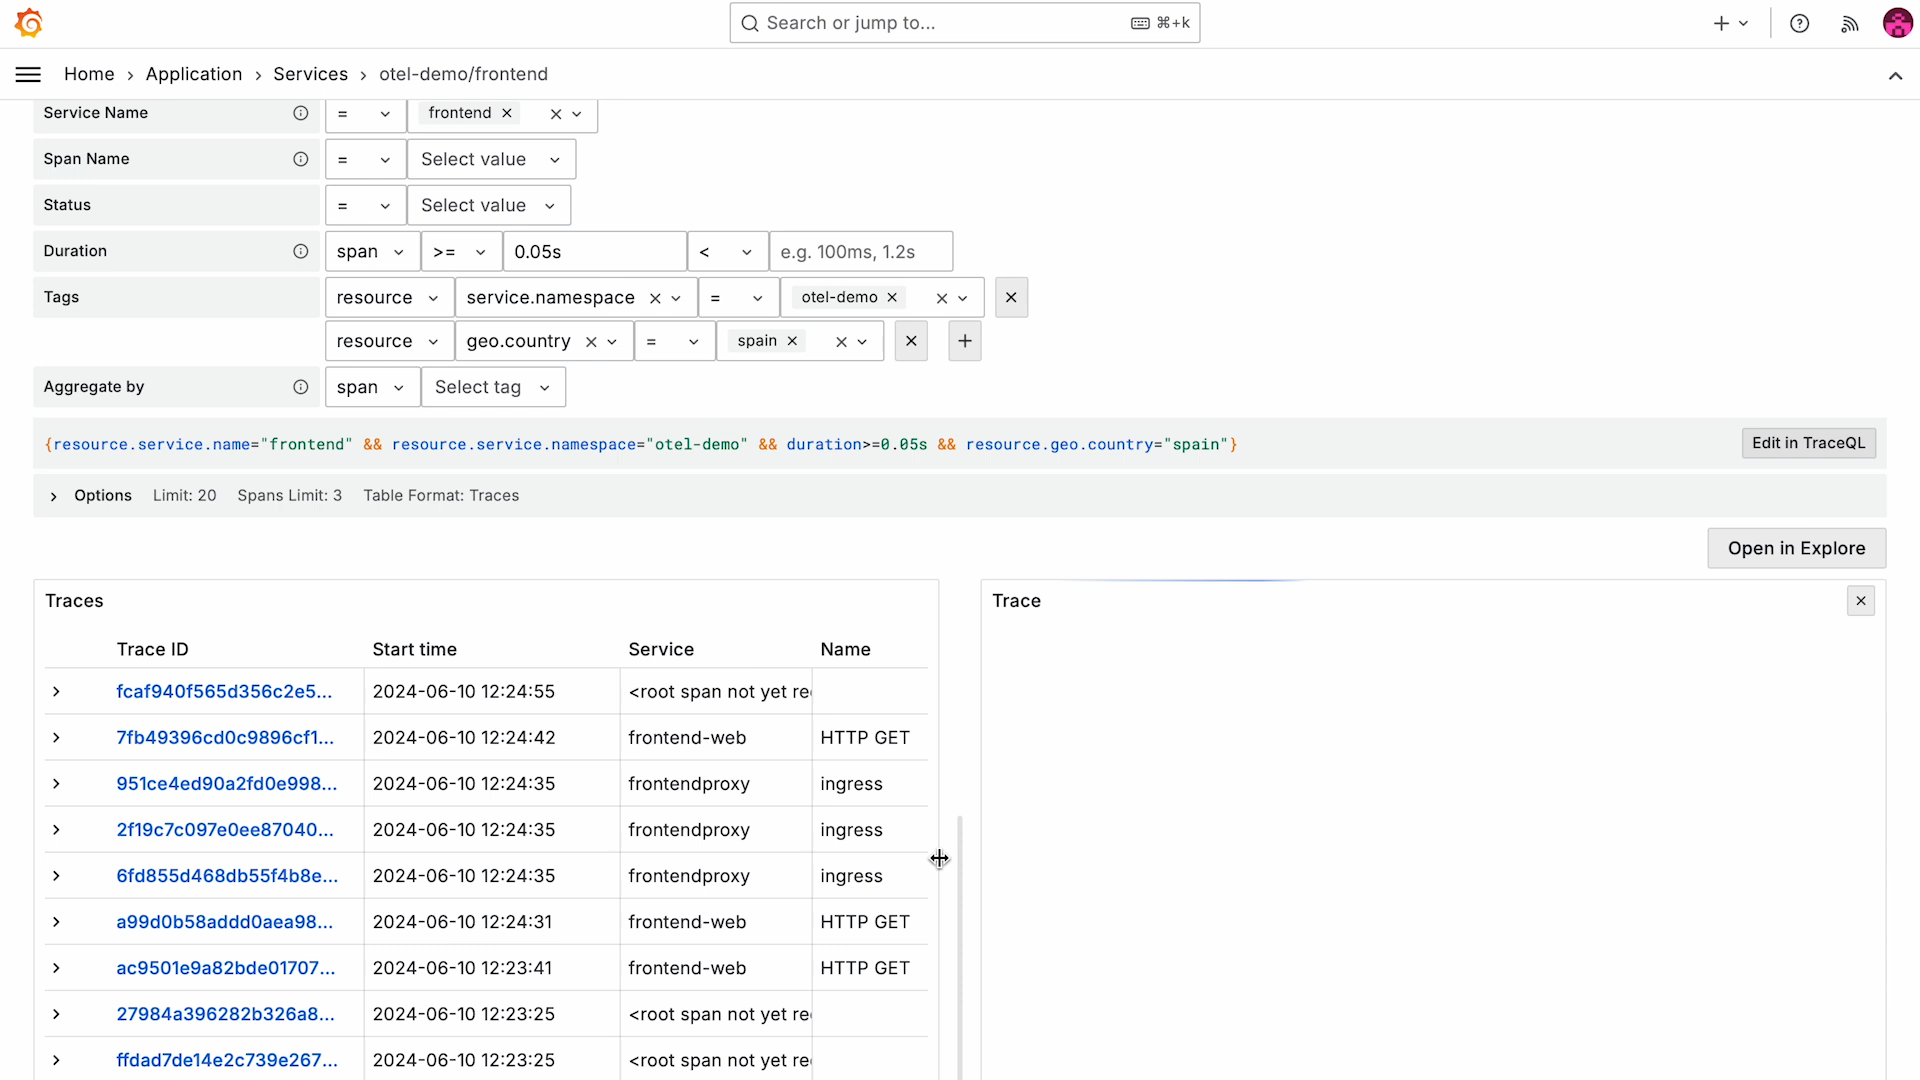 Search or jump to... ⌘+k
Home › Application › Services › otel-demo/frontend
Service Name = frontend
Span Name = Select value
Status = Select value
Duration span >= 0.05s < e.g. 100ms, 1.2s
Tags resource service.namespace = otel-demo
resource geo.country = spain
Aggregate by span Select tag
{resource.service.name="frontend" && resource.service.namespace="otel-demo" && duration>=0.05s && resource.geo.country="spain"} Edit in TraceQL
Options Limit: 20 Spans Limit: 3 Table Format: Traces
Open in Explore
Traces
Trace ID Start time Service Name
fcaf940f565d356c2e5... 2024-06-10 12:24:55 <root span not yet re
7fb49396cd0c9896cf1... 2024-06-10 12:24:42 frontend-web HTTP GET
951ce4ed90a2fd0e998... 2024-06-10 12:24:35 frontendproxy ingress
2f19c7c097e0ee87040... 2024-06-10 12:24:35 frontendproxy ingress
6fd855d468db55f4b8e... 2024-06-10 12:24:35 frontendproxy ingress
a99d0b58addd0aea98... 2024-06-10 12:24:31 frontend-web HTTP GET
ac9501e9a82bde01707... 2024-06-10 12:23:41 frontend-web HTTP GET
27984a396282b326a8... 2024-06-10 12:23:25 <root span not yet re
ffdad7de14e2c739e267... 2024-06-10 12:23:25 <root span not yet re
Trace